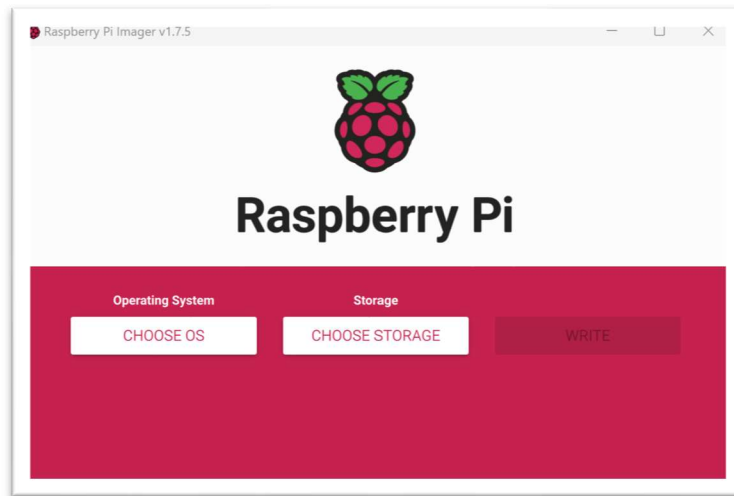 Raspberry Pi Imager v1.7.5
Raspberry Pi
Operating System
Storage
CHOOSE OS
CHOOSE STORAGE
WRITE